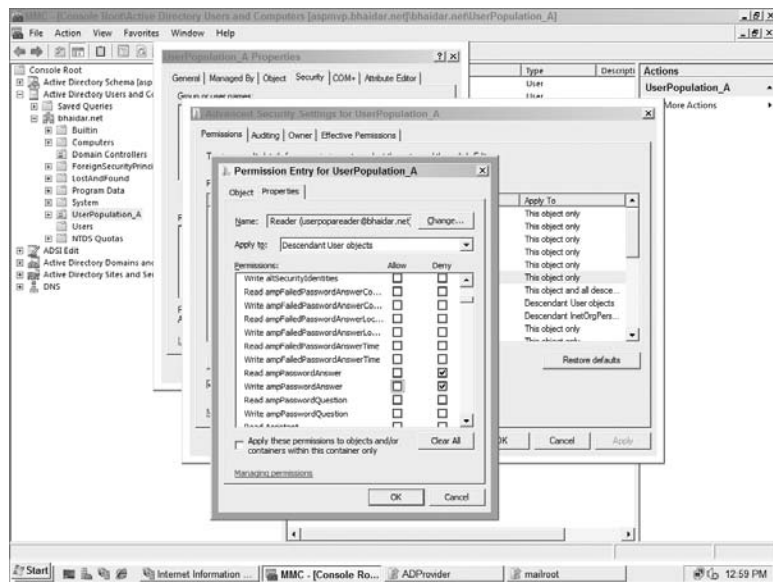 MMC - [Console Root\Active Directory Users and Computers [aspmvp.bhaidar.net]\bhaidar.net\UserPopulation_A]
File Action View Favorites Window Help
Console Root
Active Directory Schema [asp
Active Directory Users and Co
Saved Queries
bhaidar.net
Builtin
Computers
Domain Controllers
ForeignSecurityPrinci
LostAndFound
Program Data
System
UserPopulation_A
Users
NTDS Quotas
ADSI Edit
Active Directory Domains and
Active Directory Sites and Ser
DNS
UserPopulation_A Properties
General Managed By Object Security COM+ Attribute Editor
Group or user names:
Type Descripti
User
User
Actions
UserPopulation_A
More Actions
Advanced Security Settings for UserPopulation_A
Permissions Auditing Owner Effective Permissions
Apply To
This object only
This object only
This object only
This object only
This object only
This object only
This object and all desce...
Descendant User objects
Descendant InetOrgPers...
This object only
This object only
Restore defaults
OK Cancel Apply
Permission Entry for UserPopulation_A
Object Properties
Name: Reader (userpopareader@bhaidar.net) Change...
Apply to: Descendant User objects
Permissions: Allow Deny
Write altSecurityIdentities
Read ampFailedPasswordAnswerCo...
Write ampFailedPasswordAnswerCo...
Read ampFailedPasswordAnswerLoc...
Write ampFailedPasswordAnswerLo...
Read ampFailedPasswordAnswerTime
Write ampFailedPasswordAnswerTime
Read ampPasswordAnswer
Write ampPasswordAnswer
Read ampPasswordQuestion
Write ampPasswordQuestion
Read Assistant
Apply these permissions to objects and/or
containers within this container only
Clear All
Managing permissions
OK Cancel
Start Internet Information ... MMC - [Console Ro... ADProvider mailroot 12:59 PM